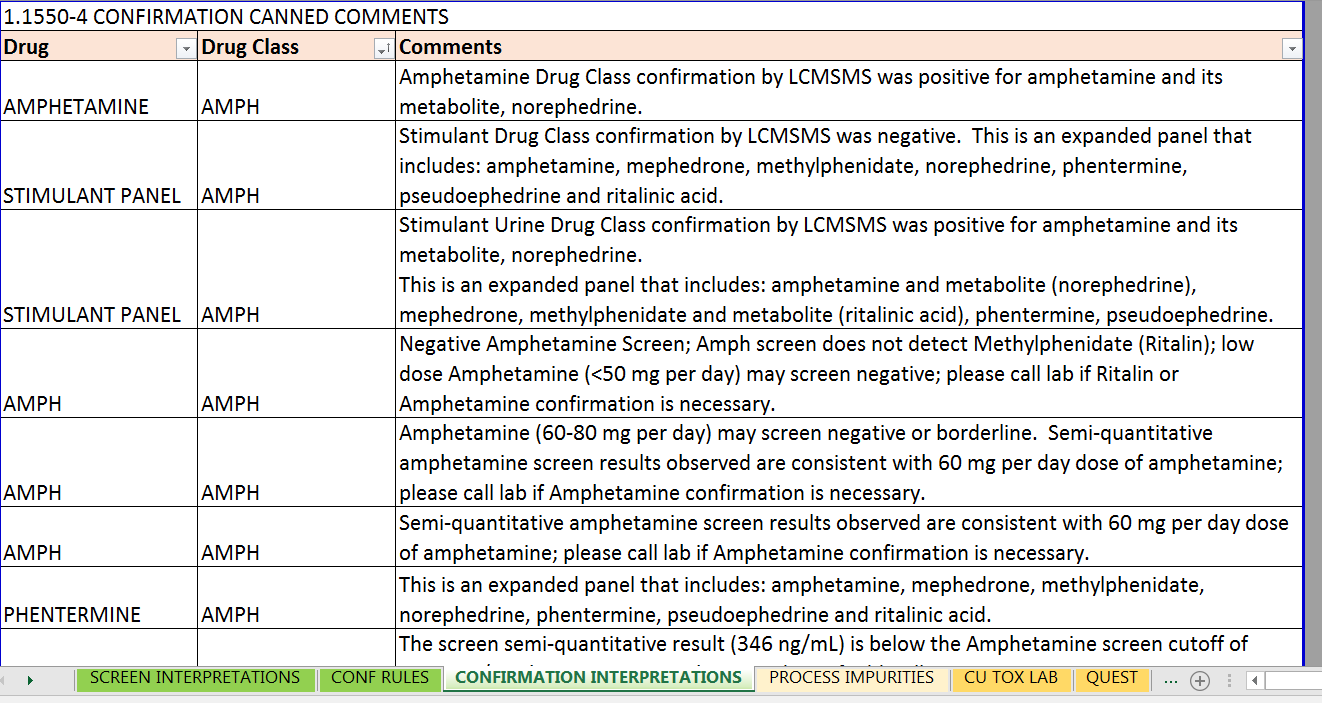 1.1550-4 CONFIRMATION CANNED COMMENTS
Drug Drug Class Comments
Amphetamine Drug Class confirmation by LCMSMS was positive for amphetamine and its
AMPHETAMINE AMPH metabolite, norephedrine.
Stimulant Drug Class confirmation by LCMSMS was negative.  This is an expanded panel that
includes: amphetamine, mephedrone, methylphenidate, norephedrine, phentermine,
STIMULANT PANEL AMPH pseudoephedrine and ritalinic acid.
Stimulant Urine Drug Class confirmation by LCMSMS was positive for amphetamine and its
metabolite, norephedrine.
This is an expanded panel that includes: amphetamine and metabolite (norephedrine),
STIMULANT PANEL AMPH mephedrone, methylphenidate and metabolite (ritalinic acid), phentermine, pseudoephedrine.
Negative Amphetamine Screen; Amph screen does not detect Methylphenidate (Ritalin); low
dose Amphetamine (<50 mg per day) may screen negative; please call lab if Ritalin or
AMPH AMPH Amphetamine confirmation is necessary.
Amphetamine (60-80 mg per day) may screen negative or borderline.  Semi-quantitative
amphetamine screen results observed are consistent with 60 mg per day dose of amphetamine;
AMPH AMPH please call lab if Amphetamine confirmation is necessary.
Semi-quantitative amphetamine screen results observed are consistent with 60 mg per day dose
AMPH AMPH of amphetamine; please call lab if Amphetamine confirmation is necessary.
This is an expanded panel that includes: amphetamine, mephedrone, methylphenidate,
PHENTERMINE AMPH norephedrine, phentermine, pseudoephedrine and ritalinic acid.
The screen semi-quantitative result (346 ng/mL) is below the Amphetamine screen cutoff of
SCREEN INTERPRETATIONS CONF RULES CONFIRMATION INTERPRETATIONS PROCESS IMPURITIES CU TOX LAB QUEST ...